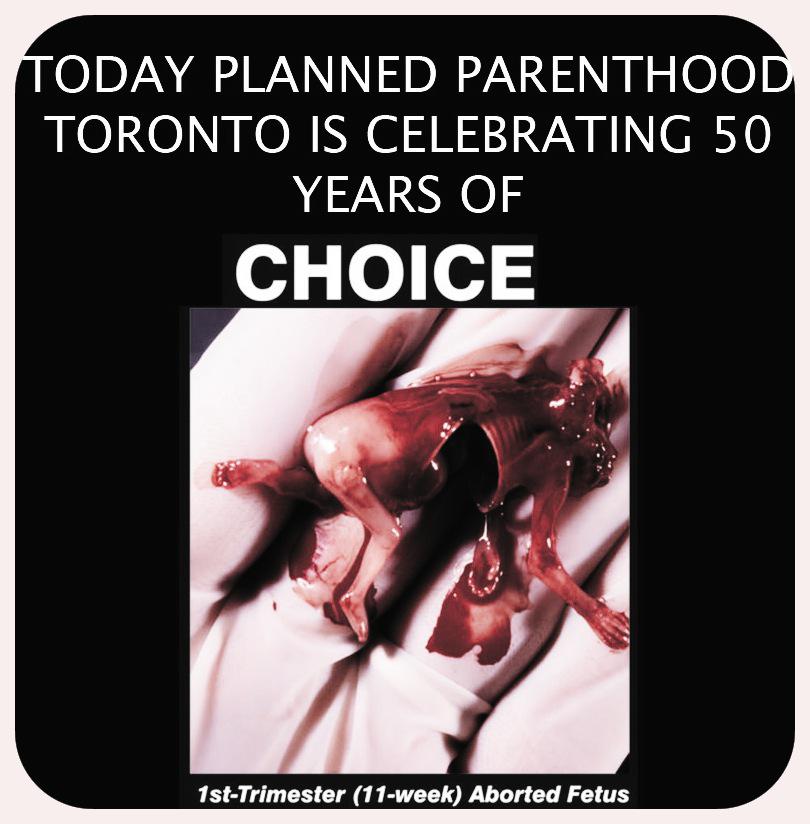 TODAY PLANNED PARENTHOOD
TORONTO IS CELEBRATING 50
YEARS OF
CHOICE
1st-Trimester (11-week) Aborted Fetus